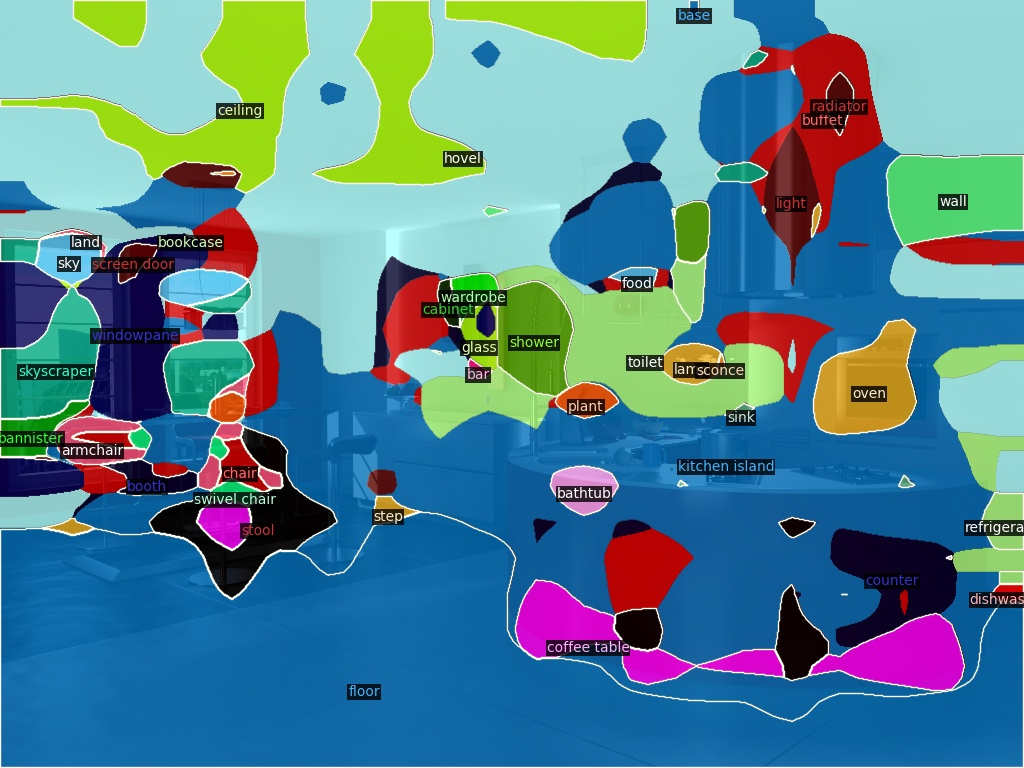 base
ceiling
radiator
buffet
hovel
light
wall
land
bookcase
sky
screen door
food
wardrobe
cabinet
windowpane
shower
glass
toilet
sconce
skyscraper
bar
oven
plant
sink
bannister
armchair
kitchen island
chair
booth
bathtub
swivel chair
step
stool
refrigera
counter
dishwas
coffee table
floor